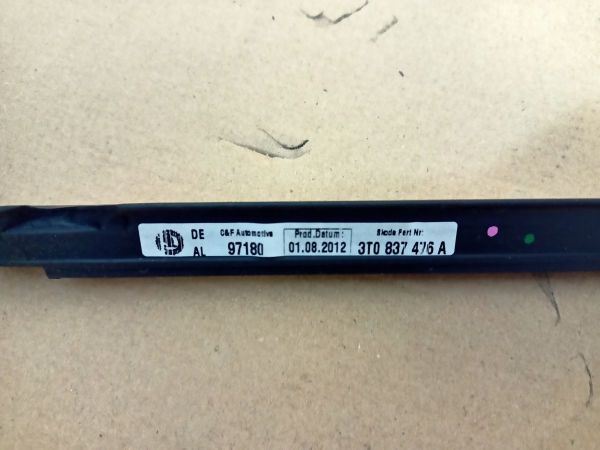 DE C&F Automotive Prod.Datum: Skoda Part Nr:
AL 97180 01.08.2012 3T0 837 476 A